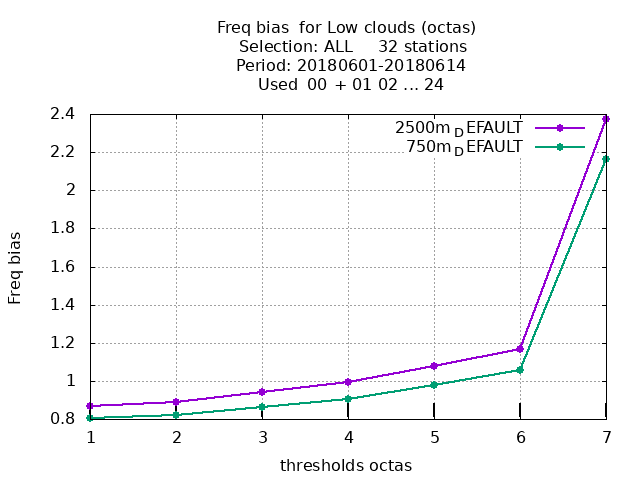 Freq bias  for Low clouds (octas)
Selection: ALL     32 stations
Period: 20180601-20180614
Used  00 + 01 02 ... 24
2500m_DEFAULT
750m_DEFAULT
2.4
2.2
2
1.8
1.6
1.4
1.2
1
0.8
Freq bias
1 2 3 4 5 6 7
thresholds octas